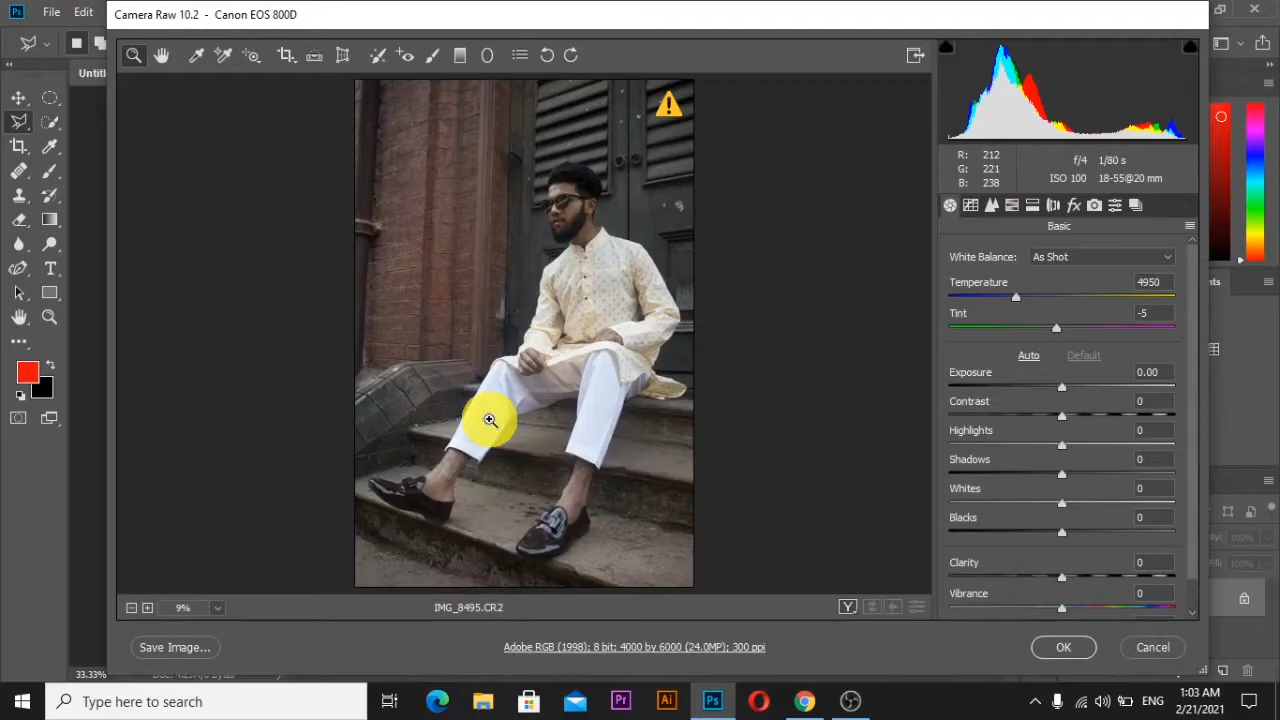 Ps File Edit
Camera Raw 10.2 - Canon EOS 800D
Untitl
R: 212
G: 221
B: 238
f/4 1/80 s
ISO 100 18-55@20 mm
Basic
White Balance: As Shot
Temperature 4950
Tint -5
Auto Default
Exposure 0.00
Contrast 0
Highlights 0
Shadows 0
Whites 0
Blacks 0
Clarity 0
Vibrance 0
9% IMG_8495.CR2 Y
Save Image... Adobe RGB (1998); 8 bit; 4000 by 6000 (24.0MP); 300 ppi OK Cancel
33.33%
Type here to search Pr Ai Ps ENG
1:03 AM
2/21/2021